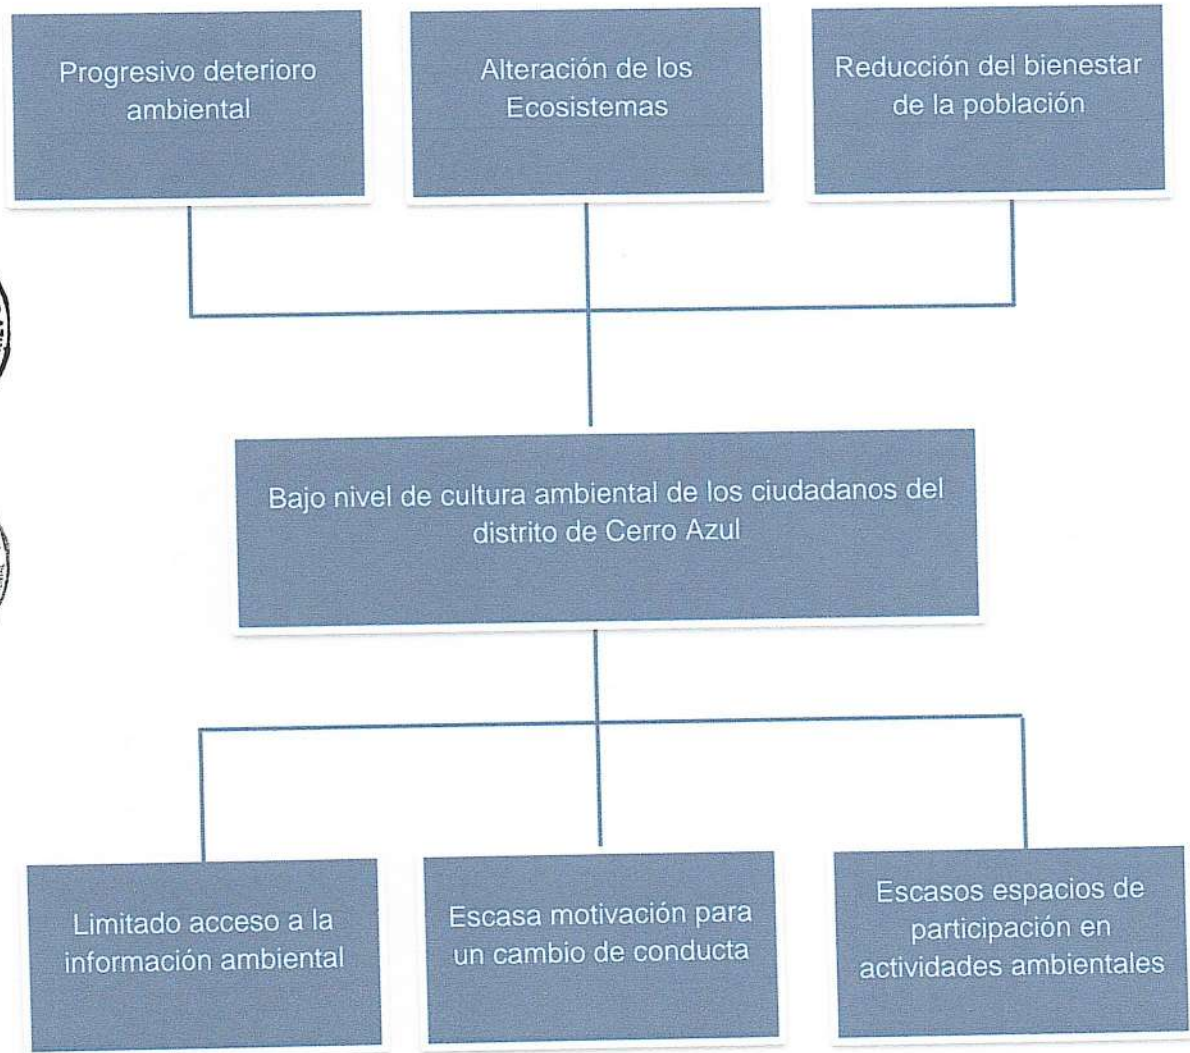 Progresivo deterioro
ambiental
Alteración de los
Ecosistemas
Reducción del bienestar
de la población
Bajo nivel de cultura ambiental de los ciudadanos del
distrito de Cerro Azul
Limitado acceso a la
información ambiental
Escasa motivación para
un cambio de conducta
Escasos espacios de
participación en
actividades ambientales